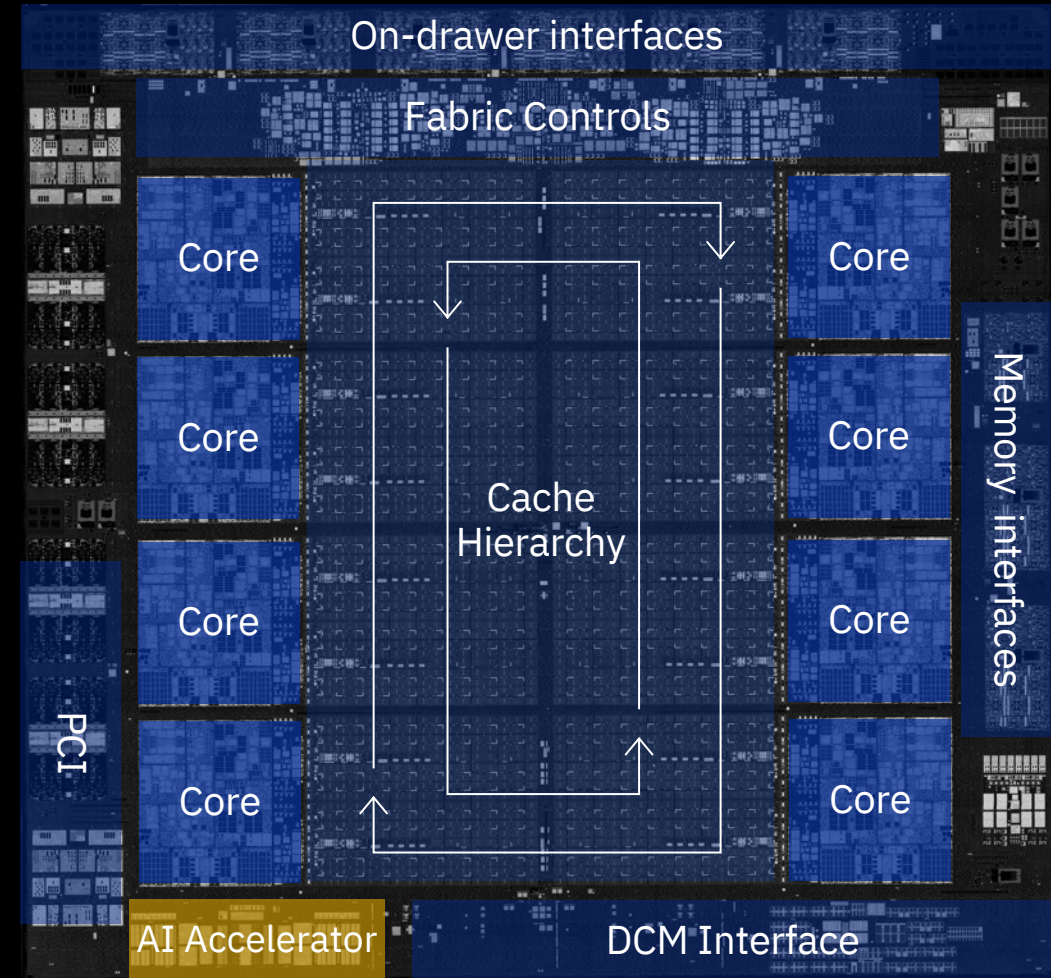 On-drawer interfaces
Fabric Controls
Core
Core
Core
Core
Cache
Hierarchy
Core
Core
Core
Core
Memory interfaces
PCI
AI Accelerator
DCM Interface